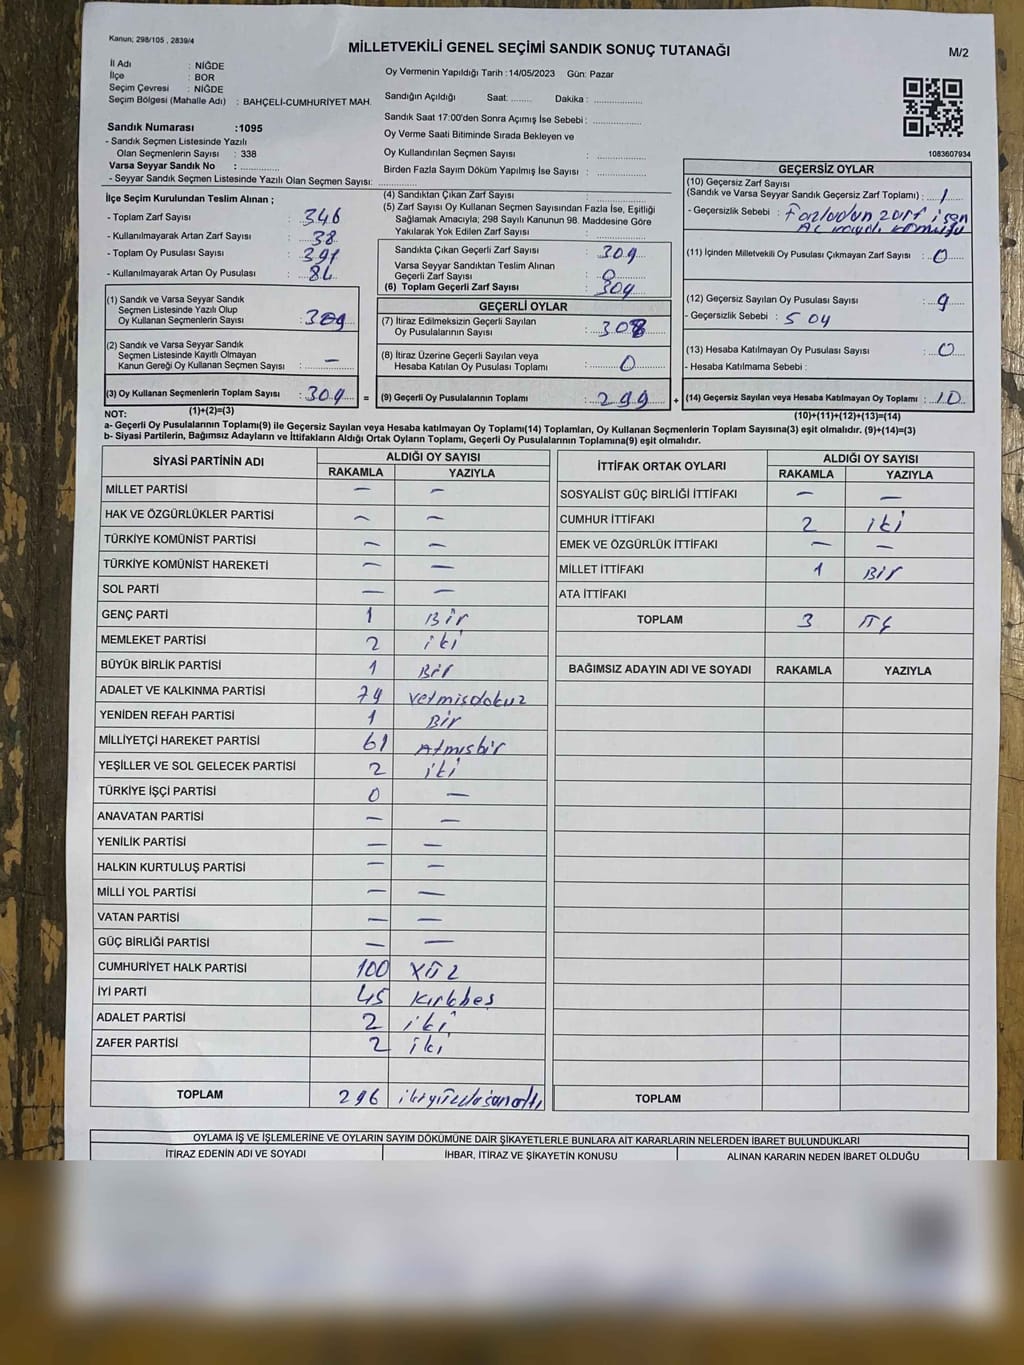 Kanun; 298/105 , 2839/4
MİLLETVEKİLİ GENEL SEÇİMİ SANDIK SONUÇ TUTANAĞI
M/2
İl Adı : NİĞDE
İlçe : BOR
Seçim Çevresi : NİĞDE
Seçim Bölgesi (Mahalle Adı) : BAHÇELİ-CUMHURİYET MAH.
Oy Vermenin Yapıldığı Tarih :14/05/2023 Gün: Pazar
Sandığın Açıldığı Saat: ........ Dakika : ..................
Sandık Saat 17:00'den Sonra Açımış İse Sebebi : ..................
Oy Verme Saati Bitiminde Sırada Bekleyen ve
Oy Kullandırılan Seçmen Sayısı : ..................
Birden Fazla Sayım Döküm Yapılmış İse Sayısı : ..................
Sandık Numarası :1095
- Sandık Seçmen Listesinde Yazılı
Olan Seçmenlerin Sayısı : 338
Varsa Seyyar Sandık No : ..................
- Seyyar Sandık Seçmen Listesinde Yazılı Olan Seçmen Sayısı: ..................
1083607934
İlçe Seçim Kurulundan Teslim Alınan ;
- Toplam Zarf Sayısı : 346
- Kullanılmayarak Artan Zarf Sayısı : 38
- Toplam Oy Pusulası Sayısı : 391
- Kullanılmayarak Artan Oy Pusulası : 84
(1) Sandık ve Varsa Seyyar Sandık
Seçmen Listesinde Yazılı Olup
Oy Kullanan Seçmenlerin Sayısı : 309
(2) Sandık ve Varsa Seyyar Sandık
Seçmen Listesinde Kayıtlı Olmayan
Kanun Gereği Oy Kullanan Seçmen Sayısı : —
(3) Oy Kullanan Seçmenlerin Toplam Sayısı : 309 =
(1)+(2)=(3)
(4) Sandıktan Çıkan Zarf Sayısı : ..................
(5) Zarf Sayısı Oy Kullanan Seçmen Sayısından Fazla İse, Eşitliği
Sağlamak Amacıyla; 298 Sayılı Kanunun 98. Maddesine Göre
Yakılarak Yok Edilen Zarf Sayısı : ..................
Sandıkta Çıkan Geçerli Zarf Sayısı : 309
Varsa Seyyar Sandıktan Teslim Alınan
Geçerli Zarf Sayısı : 0
(6) Toplam Geçerli Zarf Sayısı : 309
GEÇERLİ OYLAR
(7) İtiraz Edilmeksizin Geçerli Sayılan
Oy Pusulalarının Sayısı : 308
(8) İtiraz Üzerine Geçerli Sayılan veya
Hesaba Katılan Oy Pusulası Toplamı : 0
(9) Geçerli Oy Pusulalarının Toplamı : 299 +
GEÇERSİZ OYLAR
(10) Geçersiz Zarf Sayısı
(Sandık ve Varsa Seyyar Sandık Geçersiz Zarf Toplamı) : 1
- Geçersizlik Sebebi :
(11) İçinden Milletvekili Oy Pusulası Çıkmayan Zarf Sayısı : 0
(12) Geçersiz Sayılan Oy Pusulası Sayısı : 9
- Geçersizlik Sebebi :
(13) Hesaba Katılmayan Oy Pusulası Sayısı : 0
- Hesaba Katılmama Sebebi :
(14) Geçersiz Sayılan veya Hesaba Katılmayan Oy Toplamı : 10
(10)+(11)+(12)+(13)=(14)
NOT:
a- Geçerli Oy Pusulalarının Toplamı(9) ile Geçersiz Sayılan veya Hesaba katılmayan Oy Toplamı(14) Toplamları, Oy Kullanan Seçmenlerin Toplam Sayısına(3) eşit olmalıdır. (9)+(14)=(3)
b- Siyasi Partilerin, Bağımsız Adayların ve İttifakların Aldığı Ortak Oyların Toplamı, Geçerli Oy Pusulalarının Toplamına(9) eşit olmalıdır.
SİYASİ PARTİNİN ADI ALDIĞI OY SAYISI
RAKAMLA YAZIYLA
MİLLET PARTİSİ — —
HAK VE ÖZGÜRLÜKLER PARTİSİ — —
TÜRKİYE KOMÜNİST PARTİSİ — —
TÜRKİYE KOMÜNİST HAREKETİ — —
SOL PARTİ — —
GENÇ PARTİ 1 Bir
MEMLEKET PARTİSİ 2 iki
BÜYÜK BİRLİK PARTİSİ 1 Bir
ADALET VE KALKINMA PARTİSİ 79 Yetmisdokuz
YENİDEN REFAH PARTİSİ 1 Bir
MİLLİYETÇİ HAREKET PARTİSİ 61 Atmısbir
YEŞİLLER VE SOL GELECEK PARTİSİ 2 iki
TÜRKİYE İŞÇİ PARTİSİ 0 —
ANAVATAN PARTİSİ — —
YENİLİK PARTİSİ — —
HALKIN KURTULUŞ PARTİSİ — —
MİLLİ YOL PARTİSİ — —
VATAN PARTİSİ — —
GÜÇ BİRLİĞİ PARTİSİ — —
CUMHURİYET HALK PARTİSİ 100 YÜZ
İYİ PARTİ 45 Kırkbeş
ADALET PARTİSİ 2 iki
ZAFER PARTİSİ 2 iki
TOPLAM 296 ikiyüzdoksanaltı
İTTİFAK ORTAK OYLARI ALDIĞI OY SAYISI
RAKAMLA YAZIYLA
SOSYALİST GÜÇ BİRLİĞİ İTTİFAKI — —
CUMHUR İTTİFAKI 2 iki
EMEK VE ÖZGÜRLÜK İTTİFAKI — —
MİLLET İTTİFAKI 1 Bir
ATA İTTİFAKI
TOPLAM 3 ÜÇ
BAĞIMSIZ ADAYIN ADI VE SOYADI RAKAMLA YAZIYLA
TOPLAM
OYLAMA İŞ VE İŞLEMLERİNE VE OYLARIN SAYIM DÖKÜMÜNE DAİR ŞİKAYETLERLE BUNLARA AİT KARARLARIN NELERDEN İBARET BULUNDUKLARI
İTİRAZ EDENİN ADI VE SOYADI İHBAR, İTİRAZ VE ŞİKAYETİN KONUSU ALINAN KARARIN NEDEN İBARET OLDUĞU